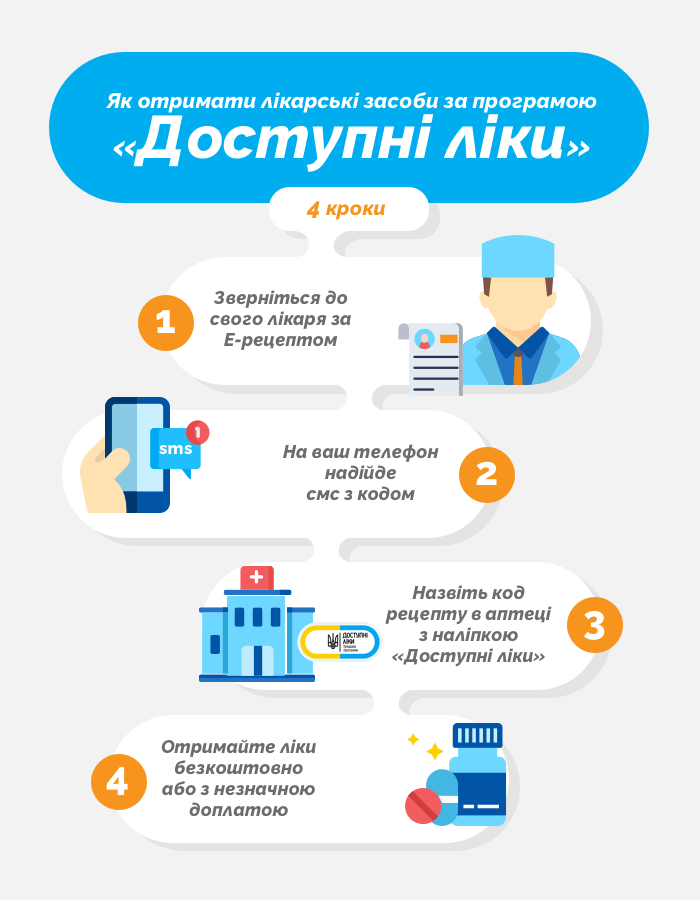 Як отримати лікарські засоби за програмою
«Доступні ліки»
4 кроки
1
Зверніться до
свого лікаря за
Е-рецептом
sms
1
На ваш телефон
надійде
смс з кодом
2
ДОСТУПНІ
ЛІКИ
Назвіть код
рецепту в аптеці
з наліпкою
«Доступні ліки»
3
4
Отримайте ліки
безкоштовно
або з незначною
доплатою